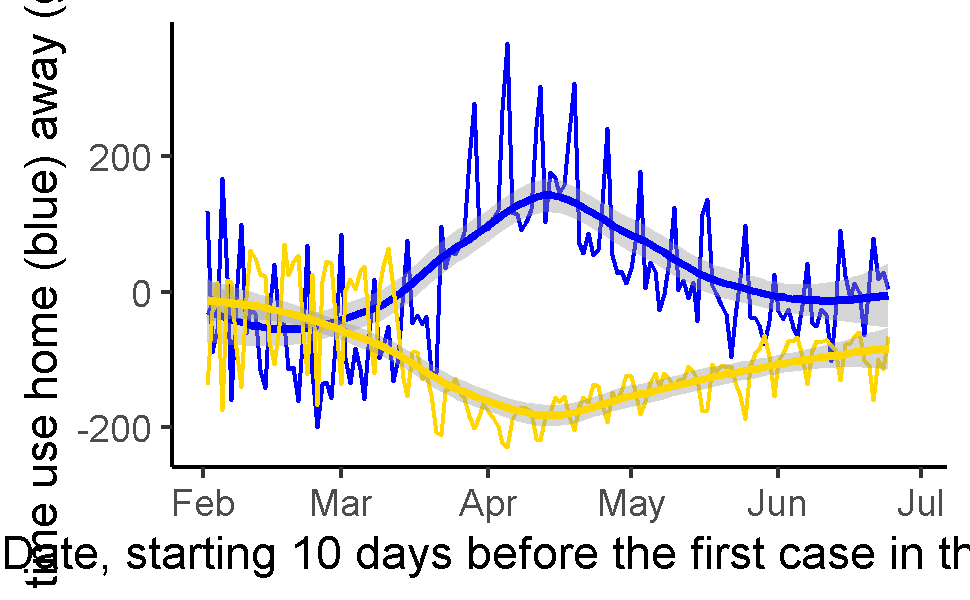 time use home (blue) away (
200
0
-200
Feb Mar Apr May Jun Jul
Date, starting 10 days before the first case in th